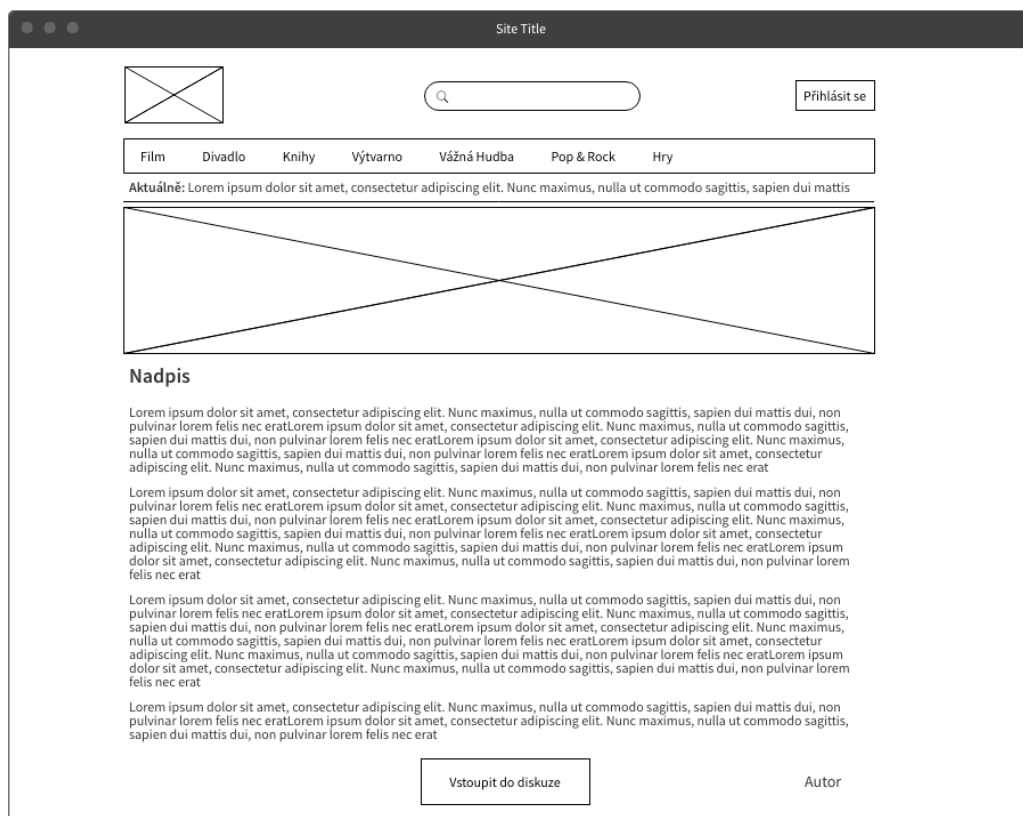 Site Title
Přihlásit se
Film Divadlo Knihy Výtvarno Vážná Hudba Pop & Rock Hry
Aktuálně: Lorem ipsum dolor sit amet, consectetur adipiscing elit. Nunc maximus, nulla ut commodo sagittis, sapien dui mattis
Nadpis
Lorem ipsum dolor sit amet, consectetur adipiscing elit. Nunc maximus, nulla ut commodo sagittis, sapien dui mattis dui, non
pulvinar lorem felis nec eratLorem ipsum dolor sit amet, consectetur adipiscing elit. Nunc maximus, nulla ut commodo sagittis,
sapien dui mattis dui, non pulvinar lorem felis nec eratLorem ipsum dolor sit amet, consectetur adipiscing elit. Nunc maximus,
nulla ut commodo sagittis, sapien dui mattis dui, non pulvinar lorem felis nec eratLorem ipsum dolor sit amet, consectetur
adipiscing elit. Nunc maximus, nulla ut commodo sagittis, sapien dui mattis dui, non pulvinar lorem felis nec erat
Lorem ipsum dolor sit amet, consectetur adipiscing elit. Nunc maximus, nulla ut commodo sagittis, sapien dui mattis dui, non
pulvinar lorem felis nec eratLorem ipsum dolor sit amet, consectetur adipiscing elit. Nunc maximus, nulla ut commodo sagittis,
sapien dui mattis dui, non pulvinar lorem felis nec eratLorem ipsum dolor sit amet, consectetur adipiscing elit. Nunc maximus,
nulla ut commodo sagittis, sapien dui mattis dui, non pulvinar lorem felis nec eratLorem ipsum dolor sit amet, consectetur
adipiscing elit. Nunc maximus, nulla ut commodo sagittis, sapien dui mattis dui, non pulvinar lorem felis nec eratLorem ipsum
dolor sit amet, consectetur adipiscing elit. Nunc maximus, nulla ut commodo sagittis, sapien dui mattis dui, non pulvinar lorem
felis nec erat
Lorem ipsum dolor sit amet, consectetur adipiscing elit. Nunc maximus, nulla ut commodo sagittis, sapien dui mattis dui, non
pulvinar lorem felis nec eratLorem ipsum dolor sit amet, consectetur adipiscing elit. Nunc maximus, nulla ut commodo sagittis,
sapien dui mattis dui, non pulvinar lorem felis nec eratLorem ipsum dolor sit amet, consectetur adipiscing elit. Nunc maximus,
nulla ut commodo sagittis, sapien dui mattis dui, non pulvinar lorem felis nec eratLorem ipsum dolor sit amet, consectetur
adipiscing elit. Nunc maximus, nulla ut commodo sagittis, sapien dui mattis dui, non pulvinar lorem felis nec eratLorem ipsum
dolor sit amet, consectetur adipiscing elit. Nunc maximus, nulla ut commodo sagittis, sapien dui mattis dui, non pulvinar lorem
felis nec erat
Lorem ipsum dolor sit amet, consectetur adipiscing elit. Nunc maximus, nulla ut commodo sagittis, sapien dui mattis dui, non
pulvinar lorem felis nec eratLorem ipsum dolor sit amet, consectetur adipiscing elit. Nunc maximus, nulla ut commodo sagittis,
sapien dui mattis dui, non pulvinar lorem felis nec erat
Vstoupit do diskuze Autor